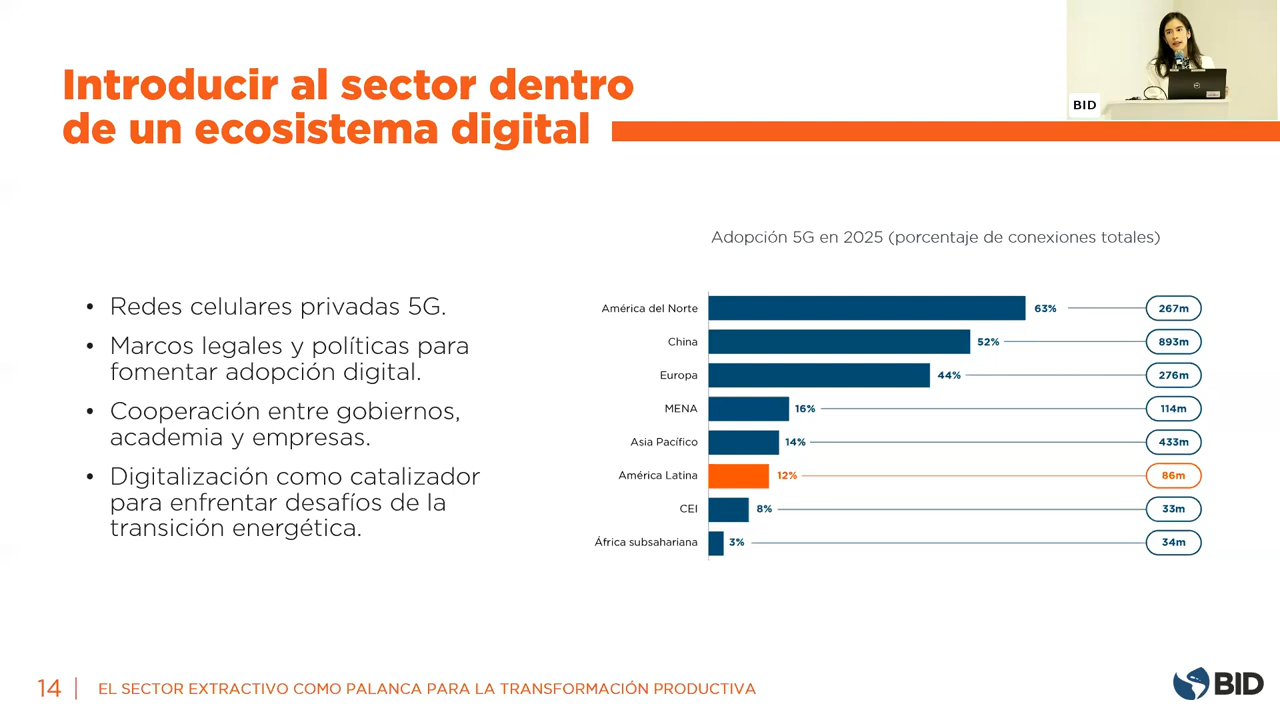 BID
Introducir al sector dentro
de un ecosistema digital
Adopción 5G en 2025 (porcentaje de conexiones totales)
• Redes celulares privadas 5G.
• Marcos legales y políticas para
fomentar adopción digital.
• Cooperación entre gobiernos,
academia y empresas.
• Digitalización como catalizador
para enfrentar desafíos de la
transición energética.
América del Norte 63% 267m
China 52% 893m
Europa 44% 276m
MENA 16% 114m
Asia Pacífico 14% 433m
América Latina 12% 86m
CEI 8% 33m
África subsahariana 3% 34m
14 EL SECTOR EXTRACTIVO COMO PALANCA PARA LA TRANSFORMACIÓN PRODUCTIVA
BID